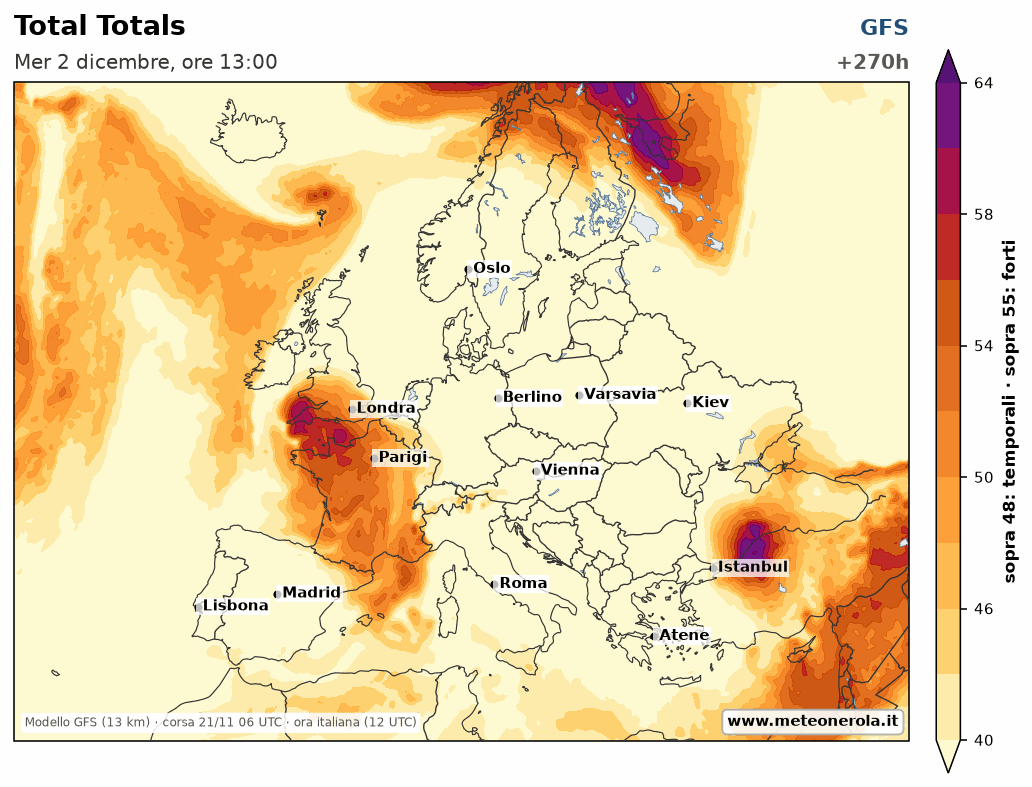 Total Totals
GFS
Mer 2 dicembre, ore 13:00
+270h
Oslo
Londra
Berlino
Varsavia
Kiev
Parigi
Vienna
Istanbul
Roma
Madrid
Lisbona
Atene
Modello GFS (13 km) · corsa 21/11 06 UTC · ora italiana (12 UTC)
www.meteonerola.it
64
58
54
50
46
40
sopra 48: temporali · sopra 55: forti